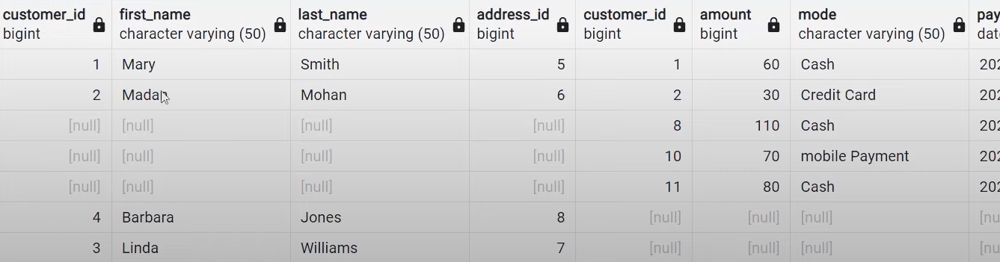 customer_id first_name last_name address_id customer_id amount mode pay
bigint character varying (50) character varying (50) bigint bigint bigint character varying (50) date
1 Mary Smith 5 1 60 Cash 202
2 Madan Mohan 6 2 30 Credit Card 202
[null] [null] [null] [null] 8 110 Cash 202
[null] [null] [null] [null] 10 70 mobile Payment 202
[null] [null] [null] [null] 11 80 Cash 202
4 Barbara Jones 8 [null] [null] [null]
3 Linda Williams 7 [null] [null] [null]